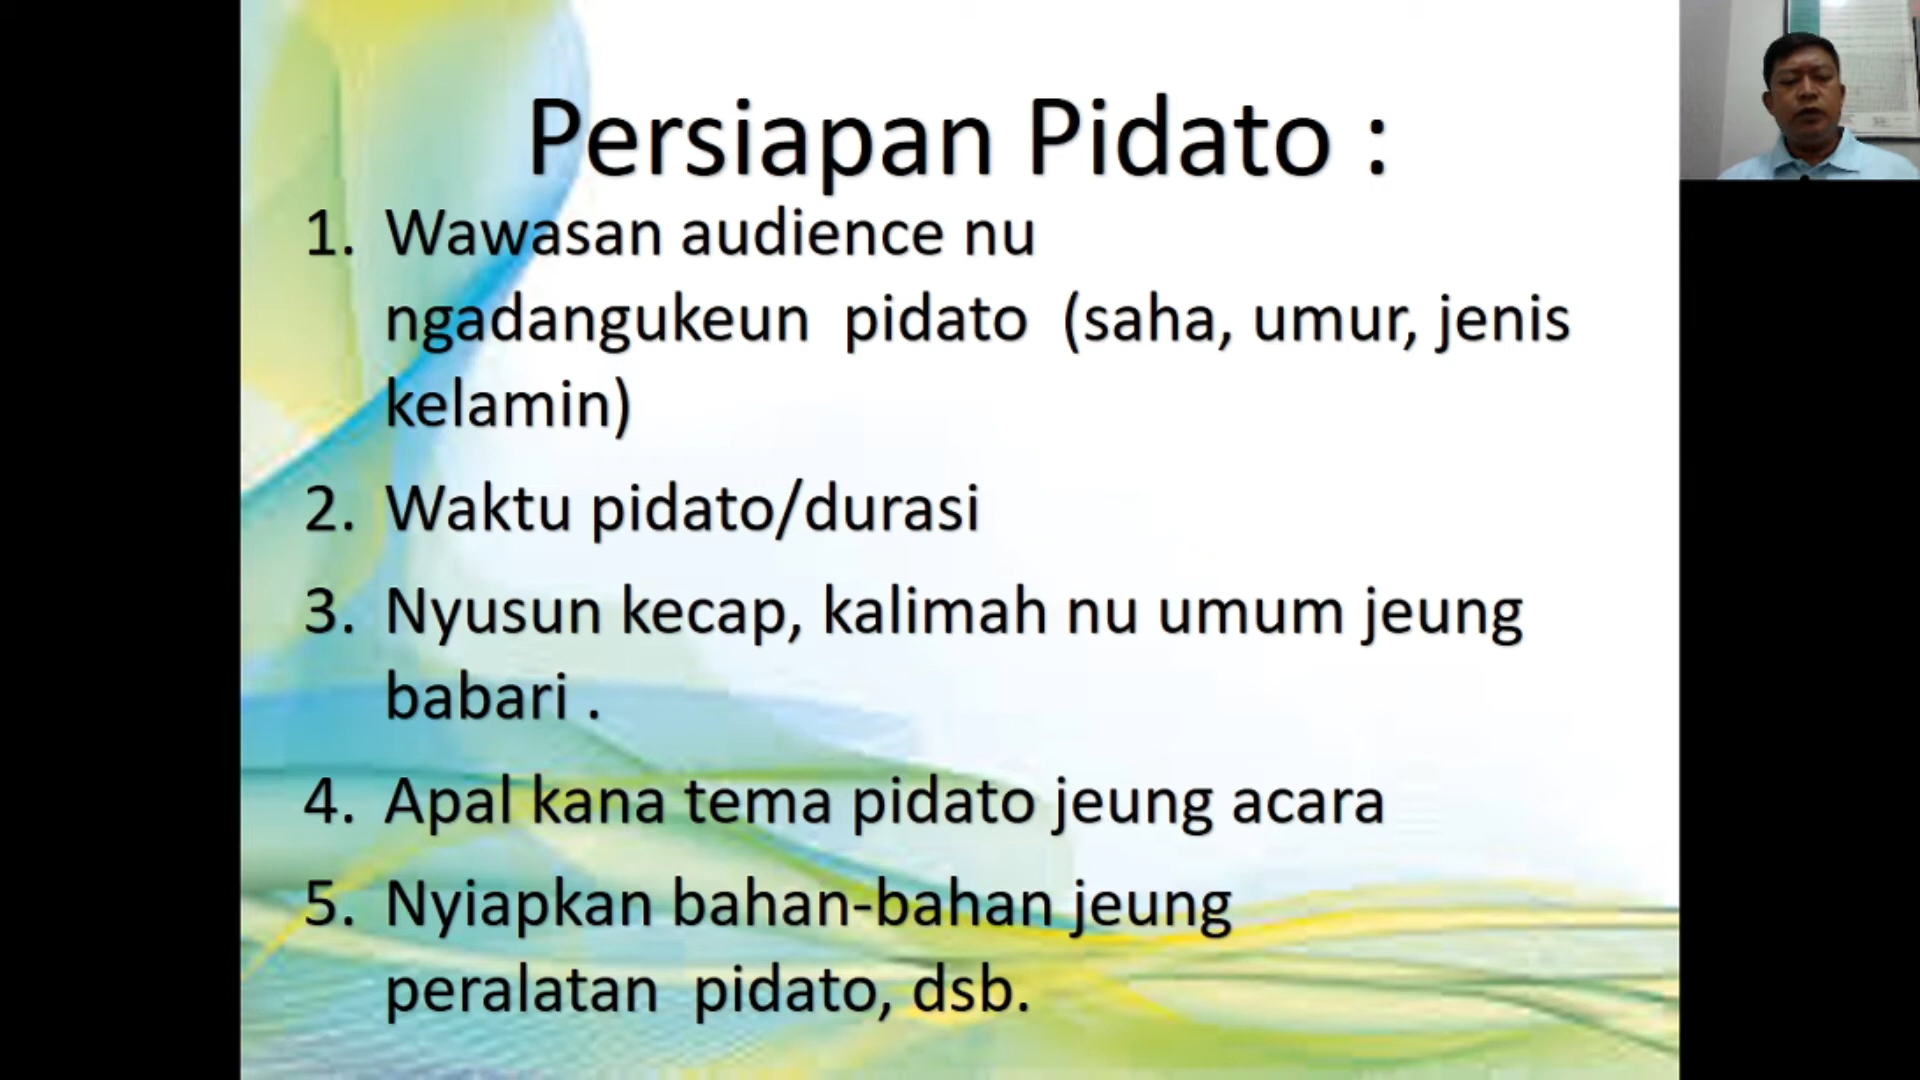 Persiapan Pidato :
1. Wawasan audience nu
ngadangukeun pidato (saha, umur, jenis
kelamin)
2. Waktu pidato/durasi
3. Nyusun kecap, kalimah nu umum jeung
babari .
4. Apal kana tema pidato jeung acara
5. Nyiapkan bahan-bahan jeung
peralatan pidato, dsb.